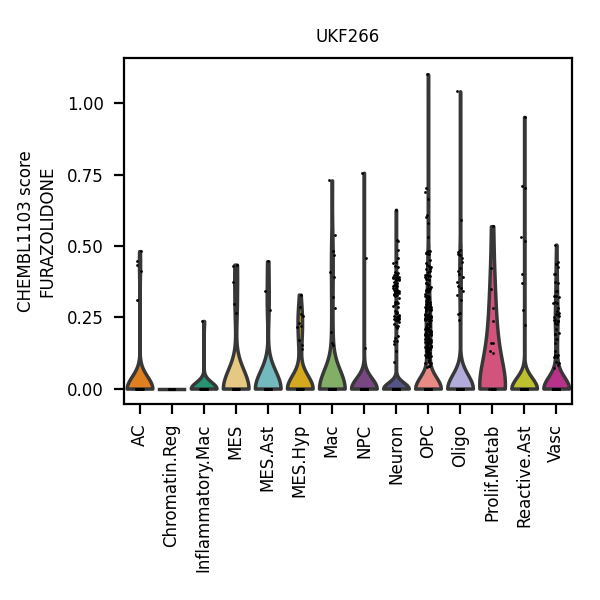 UKF266
CHEMBL1103 score
FURAZOLIDONE
1.00
0.75
0.50
0.25
0.00
AC
Chromatin.Reg
Inflammatory.Mac
MES
MES.Ast
MES.Hyp
Mac
NPC
Neuron
OPC
Oligo
Prolif.Metab
Reactive.Ast
Vasc